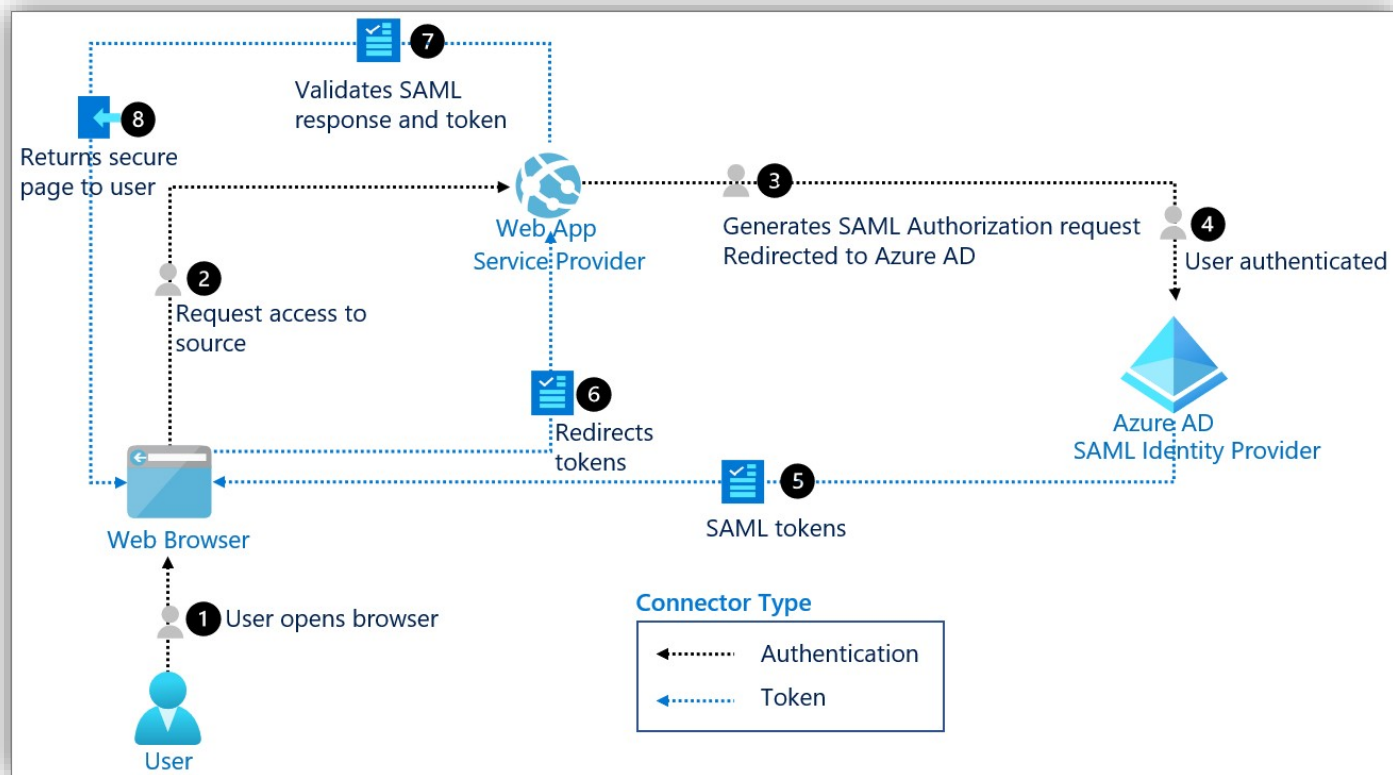 7
Validates SAML
response and token
8
Returns secure
page to user
Web App
Service Provider
3
Generates SAML Authorization request
Redirected to Azure AD
4
User authenticated
2
Request access to
source
6
Redirects
tokens
Azure AD
SAML Identity Provider
5
SAML tokens
Web Browser
1
User opens browser
User
Connector Type
Authentication
Token